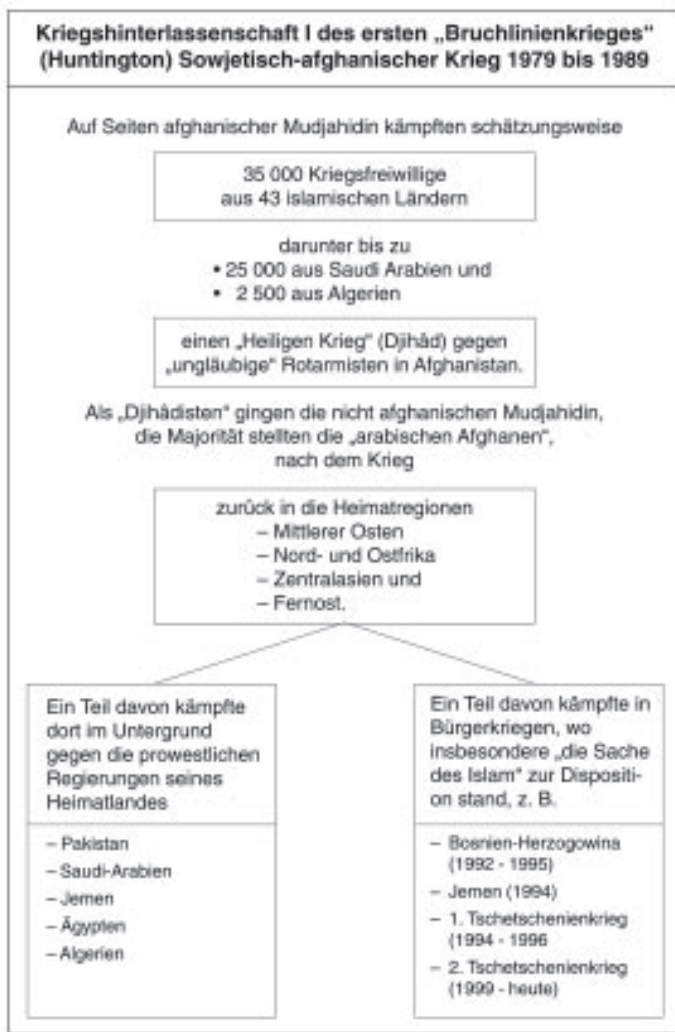 Kriegshinterlassenschaft I des ersten „Bruchlinienkrieges“
(Huntington) Sowjetisch-afghanischer Krieg 1979 bis 1989
Auf Seiten afghanischer Mudjahidin kämpften schätzungsweise
35 000 Kriegsfreiwillige
aus 43 islamischen Ländern
darunter bis zu
• 25 000 aus Saudi Arabien und
• 2 500 aus Algerien
einen „Heiligen Krieg“ (Djihâd) gegen
„ungläubige“ Rotarmisten in Afghanistan.
Als „Djihâdisten“ gingen die nicht afghanischen Mudjahidin,
die Majorität stellten die „arabischen Afghanen“,
nach dem Krieg
zurück in die Heimatregionen
– Mittlerer Osten
– Nord- und Ostfrika
– Zentralasien und
– Fernost.
Ein Teil davon kämpfte
dort im Untergrund
gegen die prowestlichen
Regierungen seines
Heimatlandes
– Pakistan
– Saudi-Arabien
– Jemen
– Ägypten
– Algerien
Ein Teil davon kämpfte in
Bürgerkriegen, wo
insbesondere „die Sache
des Islam“ zur Dispositi-
on stand, z. B.
– Bosnien-Herzogowina
(1992 - 1995)
– Jemen (1994)
– 1. Tschetschenienkrieg
(1994 - 1996
– 2. Tschetschenienkrieg
(1999 - heute)